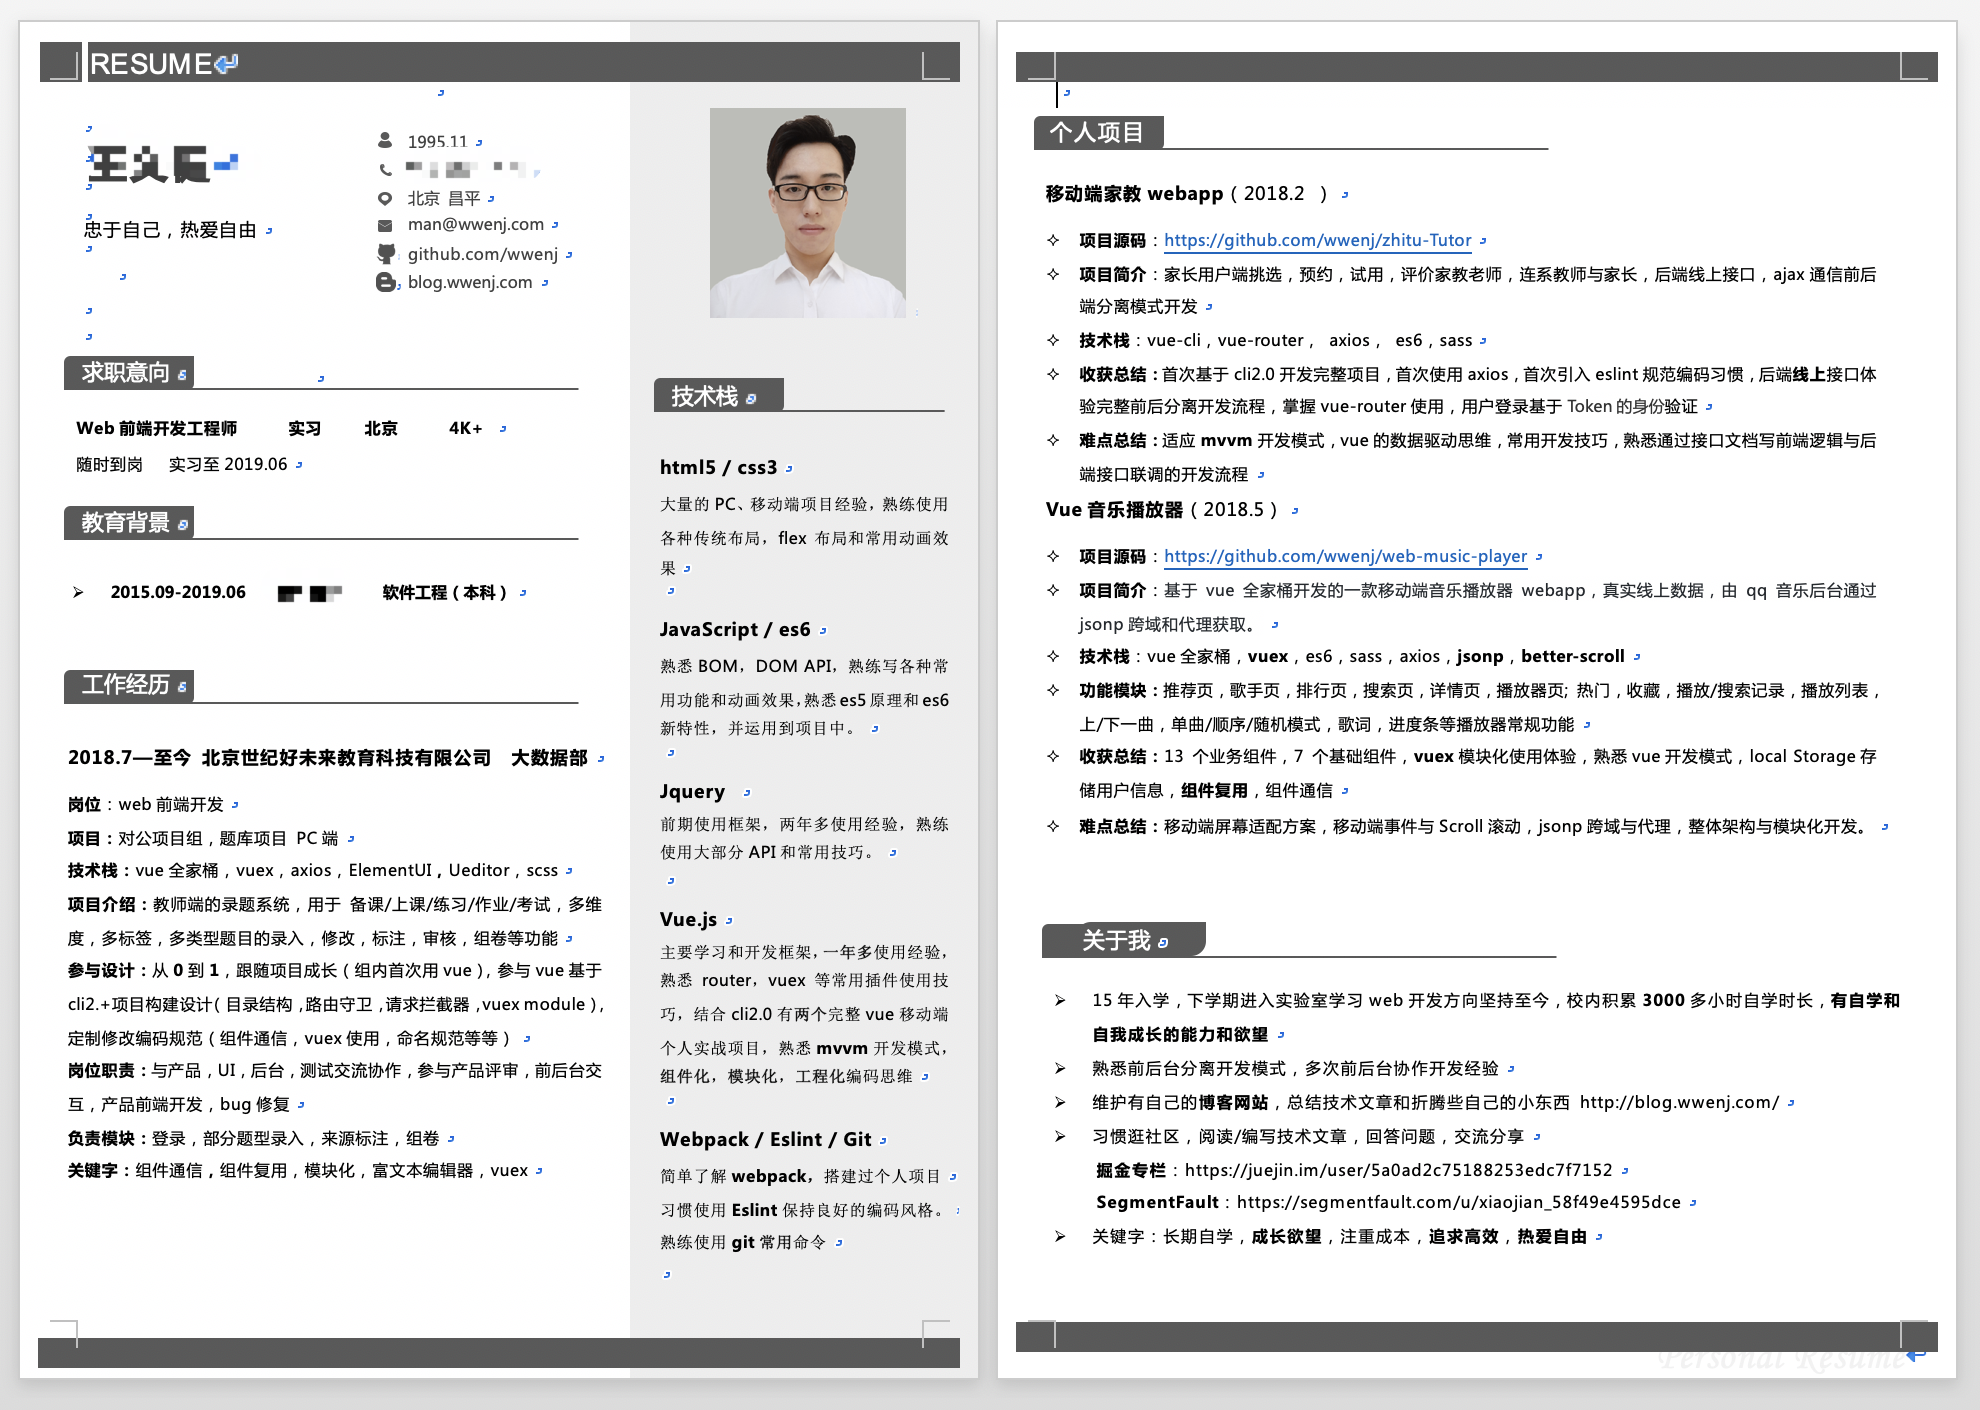 RESUME
1995.11
北京 昌平
忠于自己，热爱自由
man@wwenj.com
github.com/wwenj
blog.wwenj.com
求职意向
Web 前端开发工程师 实习 北京 4K+
随时到岗 实习至 2019.06
教育背景
2015.09-2019.06 软件工程（本科）
工作经历
2018.7—至今 北京世纪好未来教育科技有限公司 大数据部
岗位：web 前端开发
项目：对公项目组，题库项目 PC 端
技术栈：vue 全家桶，vuex，axios，ElementUI，Ueditor，scss
项目介绍：教师端的录题系统，用于 备课/上课/练习/作业/考试，多维
度，多标签，多类型题目的录入，修改，标注，审核，组卷等功能
参与设计：从 0 到 1，跟随项目成长（组内首次用 vue），参与 vue 基于
cli2.+项目构建设计（目录结构，路由守卫，请求拦截器，vuex module），
定制修改编码规范（组件通信，vuex 使用，命名规范等等）
岗位职责：与产品，UI，后台，测试交流协作，参与产品评审，前后台交
互，产品前端开发，bug 修复
负责模块：登录，部分题型录入，来源标注，组卷
关键字：组件通信，组件复用，模块化，富文本编辑器，vuex
技术栈
html5 / css3
大量的 PC、移动端项目经验，熟练使用
各种传统布局，flex 布局和常用动画效
果
JavaScript / es6
熟悉 BOM，DOM API，熟练写各种常
用功能和动画效果,熟悉 es5 原理和 es6
新特性，并运用到项目中。
Jquery
前期使用框架，两年多使用经验，熟练
使用大部分 API 和常用技巧。
Vue.js
主要学习和开发框架，一年多使用经验，
熟悉 router，vuex 等常用插件使用技
巧，结合 cli2.0 有两个完整 vue 移动端
个人实战项目，熟悉 mvvm 开发模式，
组件化，模块化，工程化编码思维
Webpack / Eslint / Git
简单了解 webpack，搭建过个人项目
习惯使用 Eslint 保持良好的编码风格。
熟练使用 git 常用命令
个人项目
移动端家教 webapp（2018.2 ）
项目源码：https://github.com/wwenj/zhitu-Tutor
项目简介：家长用户端挑选，预约，试用，评价家教老师，连系教师与家长，后端线上接口，ajax 通信前后
端分离模式开发
技术栈：vue-cli，vue-router， axios， es6，sass
收获总结：首次基于 cli2.0 开发完整项目，首次使用 axios，首次引入 eslint 规范编码习惯，后端线上接口体
验完整前后分离开发流程，掌握 vue-router 使用，用户登录基于 Token 的身份验证
难点总结：适应 mvvm 开发模式，vue 的数据驱动思维，常用开发技巧，熟悉通过接口文档写前端逻辑与后
端接口联调的开发流程
Vue 音乐播放器（2018.5）
项目源码：https://github.com/wwenj/web-music-player
项目简介：基于 vue 全家桶开发的一款移动端音乐播放器 webapp，真实线上数据，由 qq 音乐后台通过
jsonp 跨域和代理获取。
技术栈：vue 全家桶，vuex，es6，sass，axios，jsonp，better-scroll
功能模块：推荐页，歌手页，排行页，搜索页，详情页，播放器页; 热门，收藏，播放/搜索记录，播放列表，
上/下一曲，单曲/顺序/随机模式，歌词，进度条等播放器常规功能
收获总结：13 个业务组件，7 个基础组件，vuex 模块化使用体验，熟悉 vue 开发模式，local Storage 存
储用户信息，组件复用，组件通信
难点总结：移动端屏幕适配方案，移动端事件与 Scroll 滚动，jsonp 跨域与代理，整体架构与模块化开发。
关于我
15 年入学，下学期进入实验室学习 web 开发方向坚持至今，校内积累 3000 多小时自学时长，有自学和
自我成长的能力和欲望
熟悉前后台分离开发模式，多次前后台协作开发经验
维护有自己的博客网站，总结技术文章和折腾些自己的小东西 http://blog.wwenj.com/
习惯逛社区，阅读/编写技术文章，回答问题，交流分享
掘金专栏：https://juejin.im/user/5a0ad2c75188253edc7f7152
SegmentFault：https://segmentfault.com/u/xiaojian_58f49e4595dce
关键字：长期自学，成长欲望，注重成本，追求高效，热爱自由
Personal Resume